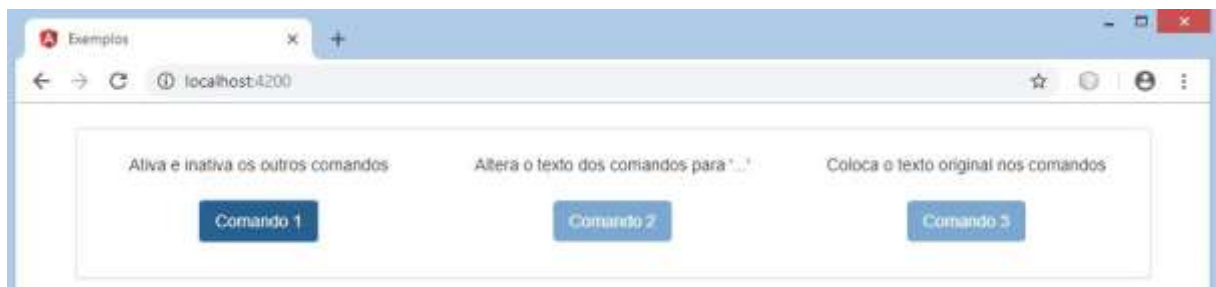 Exemplos
localhost:4200
Ativa e inativa os outros comandos
Altera o texto dos comandos para '...'
Coloca o texto original nos comandos
Comando 1
Comando 2
Comando 3